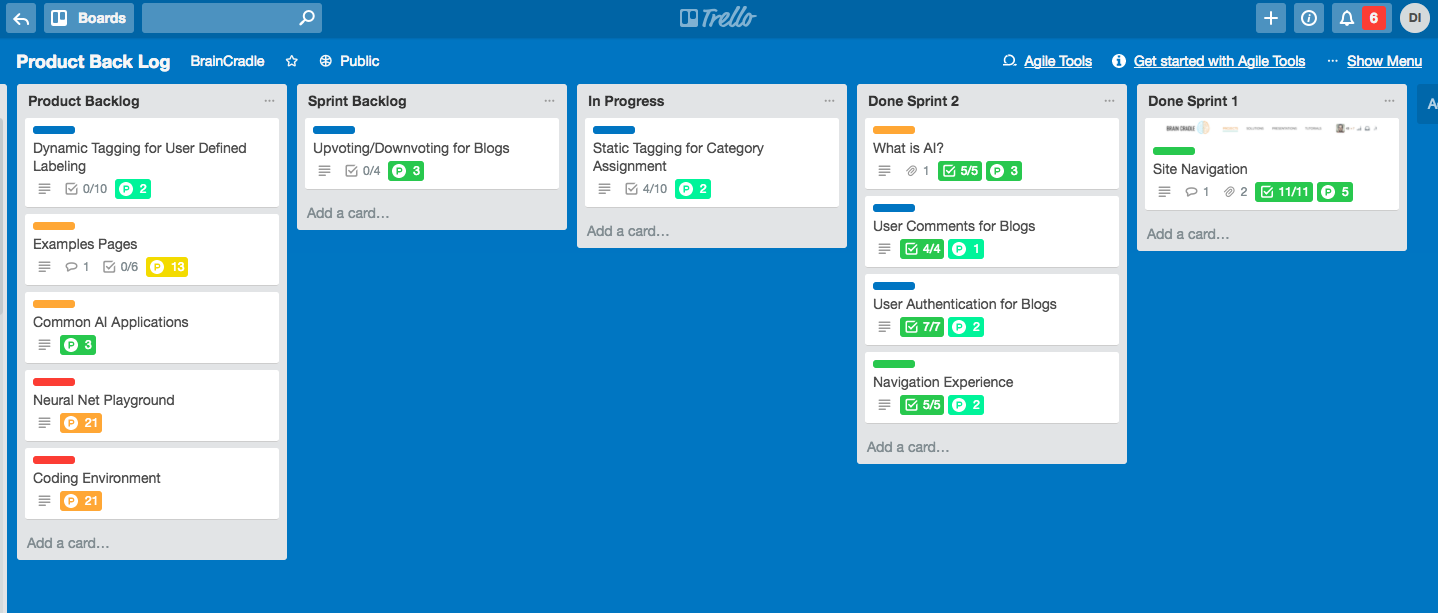 Boards
Trello
6
DI
Product Back Log
BrainCradle
Public
Agile Tools
Get started with Agile Tools
... Show Menu
Product Backlog
...
Dynamic Tagging for User Defined
Labeling
0/10 P 2
Examples Pages
1 0/6 P 13
Common AI Applications
P 3
Neural Net Playground
P 21
Coding Environment
P 21
Add a card...
Sprint Backlog
...
Upvoting/Downvoting for Blogs
0/4 P 3
Add a card...
In Progress
...
Static Tagging for Category
Assignment
4/10 P 2
Add a card...
Done Sprint 2
...
What is AI?
1 5/5 P 3
User Comments for Blogs
4/4 P 1
User Authentication for Blogs
7/7 P 2
Navigation Experience
5/5 P 2
Add a card...
Done Sprint 1
...
BRAIN CRADLE
SOLUTIONS PRESENTATIONS TUTORIALS
Site Navigation
1 2 11/11 P 5
Add a card...
A